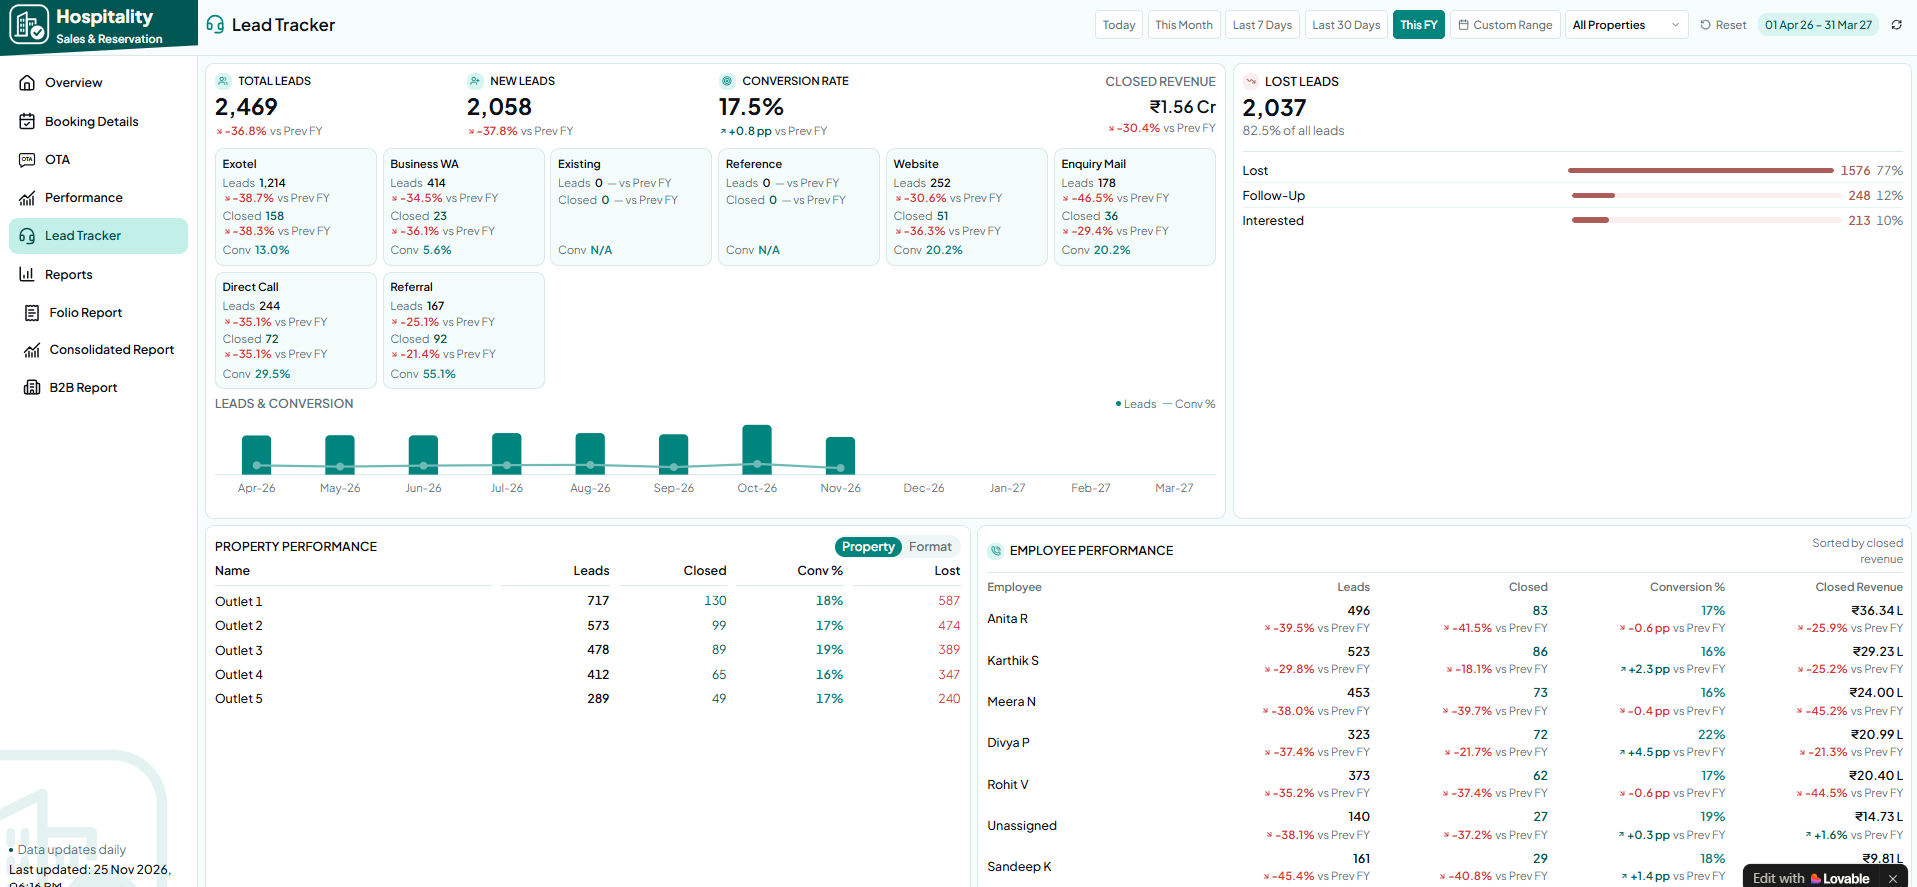 Hospitality
Sales & Reservation
Overview
Booking Details
OTA
OTA
Performance
Lead Tracker
Reports
Folio Report
Consolidated Report
B2B Report
Data updates daily
Last updated: 25 Nov 2026,
06:16 PM
Lead Tracker
Today This Month Last 7 Days Last 30 Days This FY Custom Range All Properties Reset 01 Apr 26 – 31 Mar 27
TOTAL LEADS
2,469
-36.8% vs Prev FY
NEW LEADS
2,058
-37.8% vs Prev FY
CONVERSION RATE
17.5%
+0.8 pp vs Prev FY
CLOSED REVENUE
₹1.56 Cr
-30.4% vs Prev FY
Exotel
Leads 1,214
-38.7% vs Prev FY
Closed 158
-38.3% vs Prev FY
Conv 13.0%
Business WA
Leads 414
-34.5% vs Prev FY
Closed 23
-36.1% vs Prev FY
Conv 5.6%
Existing
Leads 0 — vs Prev FY
Closed 0 — vs Prev FY
Conv N/A
Reference
Leads 0 — vs Prev FY
Closed 0 — vs Prev FY
Conv N/A
Website
Leads 252
-30.6% vs Prev FY
Closed 51
-36.3% vs Prev FY
Conv 20.2%
Enquiry Mail
Leads 178
-46.5% vs Prev FY
Closed 36
-29.4% vs Prev FY
Conv 20.2%
Direct Call
Leads 244
-35.1% vs Prev FY
Closed 72
-35.1% vs Prev FY
Conv 29.5%
Referral
Leads 167
-25.1% vs Prev FY
Closed 92
-21.4% vs Prev FY
Conv 55.1%
LEADS & CONVERSION
Leads Conv %
Apr-26 May-26 Jun-26 Jul-26 Aug-26 Sep-26 Oct-26 Nov-26 Dec-26 Jan-27 Feb-27 Mar-27
LOST LEADS
2,037
82.5% of all leads
Lost 1576 77%
Follow-Up 248 12%
Interested 213 10%
PROPERTY PERFORMANCE
Property Format
Name Leads Closed Conv % Lost
Outlet 1 717 130 18% 587
Outlet 2 573 99 17% 474
Outlet 3 478 89 19% 389
Outlet 4 412 65 16% 347
Outlet 5 289 49 17% 240
EMPLOYEE PERFORMANCE
Sorted by closed
revenue
Employee Leads Closed Conversion % Closed Revenue
Anita R 496 83 17% ₹36.34 L
-39.5% vs Prev FY -41.5% vs Prev FY -0.6 pp vs Prev FY -25.9% vs Prev FY
Karthik S 523 86 16% ₹29.23 L
-29.8% vs Prev FY -18.1% vs Prev FY +2.3 pp vs Prev FY -25.2% vs Prev FY
Meera N 453 73 16% ₹24.00 L
-38.0% vs Prev FY -39.7% vs Prev FY -0.4 pp vs Prev FY -45.2% vs Prev FY
Divya P 323 72 22% ₹20.99 L
-37.4% vs Prev FY -21.7% vs Prev FY +4.5 pp vs Prev FY -21.3% vs Prev FY
Rohit V 373 62 17% ₹20.40 L
-35.2% vs Prev FY -37.4% vs Prev FY -0.6 pp vs Prev FY -44.5% vs Prev FY
Unassigned 140 27 19% ₹14.73 L
-38.1% vs Prev FY -37.2% vs Prev FY +0.3 pp vs Prev FY +1.6% vs Prev FY
Sandeep K 161 29 18% ₹9.81 L
-45.4% vs Prev FY -40.8% vs Prev FY +1.4 pp vs Prev FY
Edit with Lovable